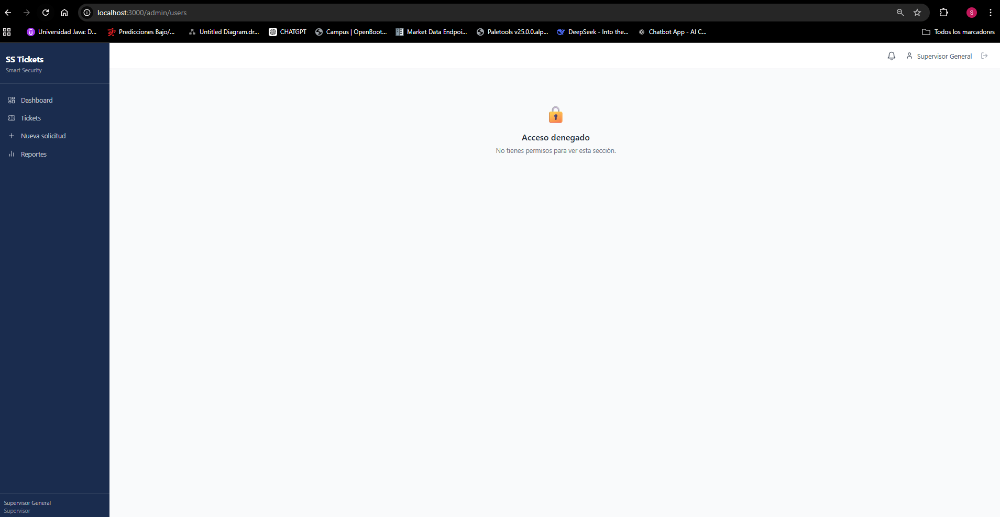 localhost:3000/admin/users
S
Universidad Java: D...
Predicciones Bajo/...
Untitled Diagram.dr...
CHATGPT
Campus | OpenBoot...
Market Data Endpoi...
Paletools v25.0.0.alp...
DeepSeek - Into the...
Chatbot App - AI C...
Todos los marcadores
SS Tickets
Smart Security
Supervisor General
Dashboard
Tickets
Nueva solicitud
Reportes
Acceso denegado
No tienes permisos para ver esta sección.
Supervisor General
Supervisor